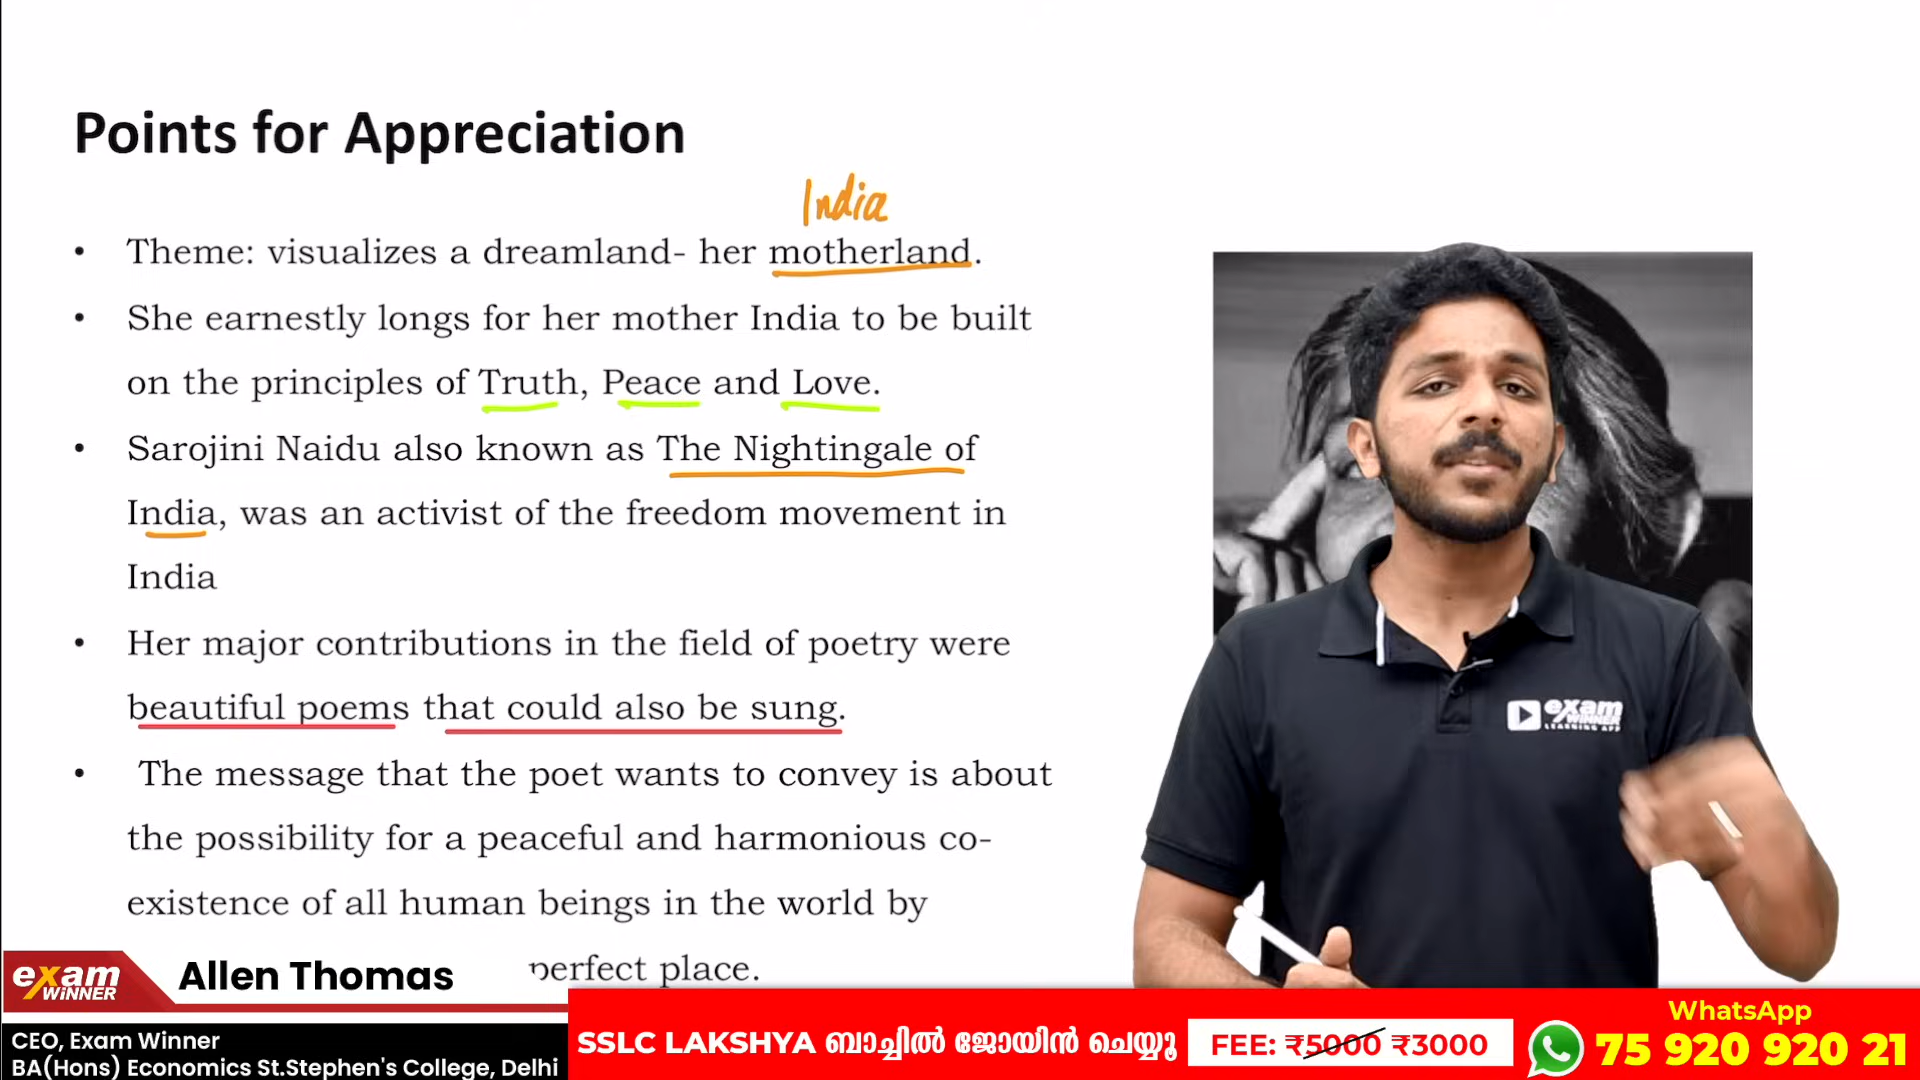 Points for Appreciation
India
• Theme: visualizes a dreamland- her motherland.
• She earnestly longs for her mother India to be built
on the principles of Truth, Peace and Love.
• Sarojini Naidu also known as The Nightingale of
India, was an activist of the freedom movement in
India
• Her major contributions in the field of poetry were
beautiful poems that could also be sung.
• The message that the poet wants to convey is about
the possibility for a peaceful and harmonious co-
existence of all human beings in the world by
perfect place.
exam WINNER LEARNING APP
exam WINNER
Allen Thomas
CEO, Exam Winner
BA(Hons) Economics St.Stephen's College, Delhi
SSLC LAKSHYA ബാച്ചിൽ ജോയിൻ ചെയ്യൂ
FEE: ₹5000 ₹3000
WhatsApp
75 920 920 21